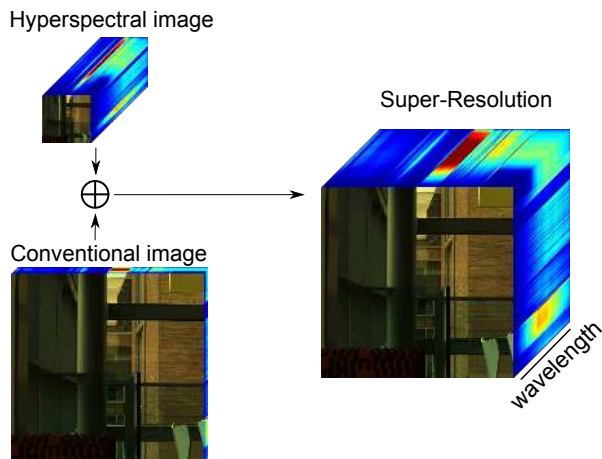 Hyperspectral image
Super-Resolution
Conventional image
wavelength